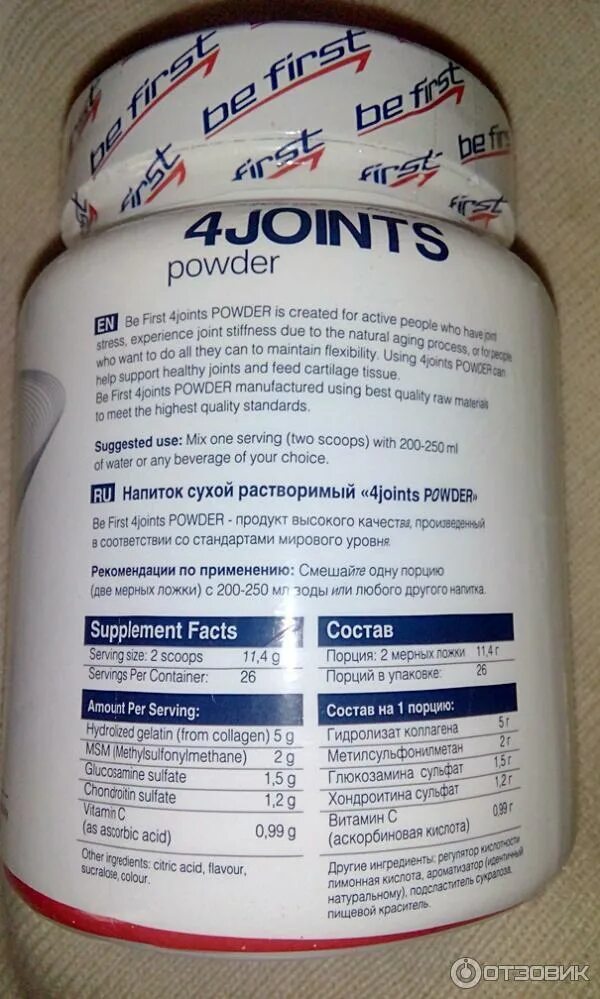 be first be first be first be first be first
first first first first first
4JOINTS
powder
EN Be First 4joints POWDER is created for active people who have joint
stress, experience joint stiffness due to the natural aging process, or for people
who want to do all they can to maintain flexibility. Using 4joints POWDER can
help support healthy joints and feed cartilage tissue.
Be First 4joints POWDER manufactured using best quality raw materials
to meet the highest quality standards.
Suggested use: Mix one serving (two scoops) with 200-250 ml
of water or any beverage of your choice.
RU Напиток сухой растворимый «4joints POWDER»
Be First 4joints POWDER - продукт высокого качества, произведенный
в соответствии со стандартами мирового уровня.
Рекомендации по применению: Смешайте одну порцию
(две мерных ложки) с 200-250 мл воды или любого другого напитка.
Supplement Facts
Serving size: 2 scoops 11,4 g
Servings Per Container: 26
Amount Per Serving:
Hydrolized gelatin (from collagen) 5 g
MSM (Methylsulfonylmethane) 2 g
Glucosamine sulfate 1,5 g
Chondroitin sulfate 1,2 g
Vitamin C
(as ascorbic acid) 0,99 g
Other ingredients: citric acid, flavour,
sucralose, colour.
Состав
Порция: 2 мерных ложки 11,4 г
Порций в упаковке: 26
Состав на 1 порцию:
Гидролизат коллагена 5 г
Метилсульфонилметан 2 г
Глюкозамина сульфат 1,5 г
Хондроитина сульфат 1,2 г
Витамин С 0,99 г
(аскорбиновая кислота)
Другие ингредиенты: регулятор кислотности
лимонная кислота, ароматизатор (идентичный
натуральному), подсластитель сукралоза,
пищевой краситель.
ОТЗОВИК